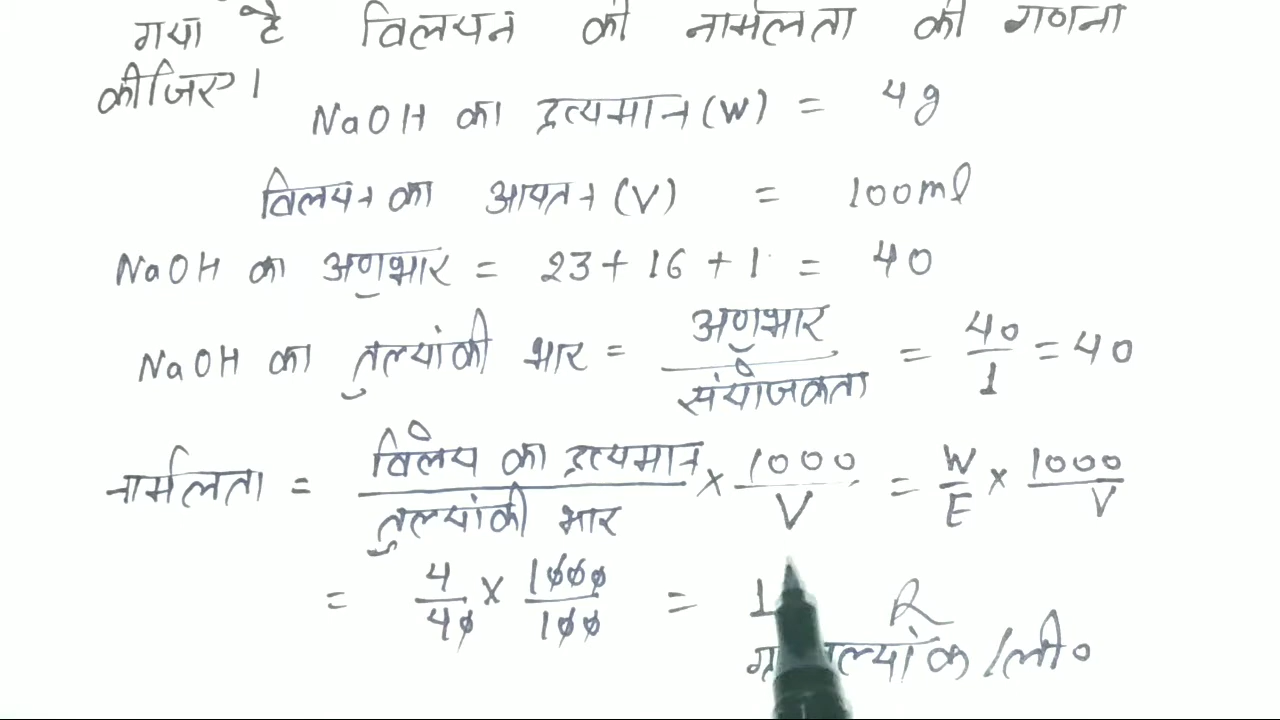 गया है विलयन की नार्मलता की गणना
कीजिए।
NaOH का द्रव्यमान (W) = 4g
विलयन का आयतन (V) = 100ml
NaOH का अणुभार = 23 + 16 + 1 = 40
NaOH का तुल्यांकी भार = अणुभार / संयोजकता = 40/1 = 40
नार्मलता = विलेय का द्रव्यमान / तुल्यांकी भार × 1000/V = W/E × 1000/V
= 4/40 × 1000/100 = 1
/ली०